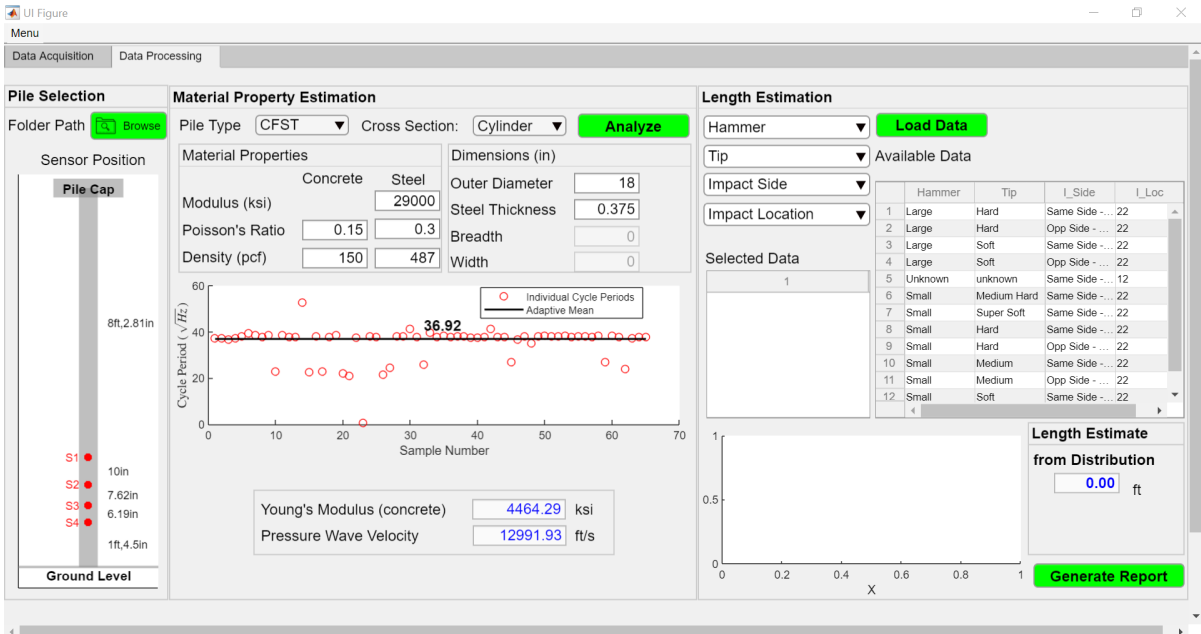 UI Figure
Menu
Data Acquisition
Data Processing
Pile Selection
Folder Path
Browse
Sensor Position
Pile Cap
8ft,2.81in
S1
10in
S2
7.62in
S3
6.19in
S4
1ft,4.5in
Ground Level
Material Property Estimation
Pile Type
CFST
Cross Section:
Cylinder
Analyze
Material Properties
Concrete
Steel
Modulus (ksi)
29000
Poisson's Ratio
0.15
0.3
Density (pcf)
150
487
Dimensions (in)
Outer Diameter
18
Steel Thickness
0.375
Breadth
0
Width
0
Cycle Period (√Hz)
60
40
20
0
Individual Cycle Periods
Adaptive Mean
36.92
0 10 20 30 40 50 60 70
Sample Number
Young's Modulus (concrete)
4464.29
ksi
Pressure Wave Velocity
12991.93
ft/s
Length Estimation
Hammer
Load Data
Tip
Available Data
Impact Side
Impact Location
Hammer Tip I_Side I_Loc
1 Large Hard Same Side -... 22
2 Large Hard Opp Side - ... 22
3 Large Soft Same Side -... 22
4 Large Soft Opp Side - ... 22
5 Unknown unknown Same Side -... 12
6 Small Medium Hard Same Side -... 22
7 Small Super Soft Same Side -... 22
8 Small Hard Same Side -... 22
9 Small Hard Opp Side - ... 22
10 Small Medium Same Side -... 22
11 Small Medium Opp Side - ... 22
12 Small Soft Same Side -... 22
Selected Data
1
1
0.5
0
0 0.2 0.4 0.6 0.8 1
X
Length Estimate
from Distribution
0.00
ft
Generate Report